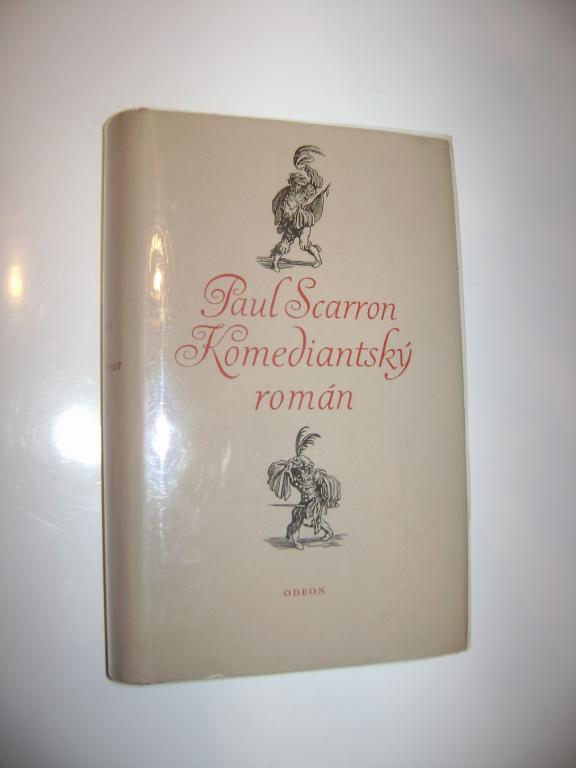 Paul Scarron
Komediantský
román
ODEON